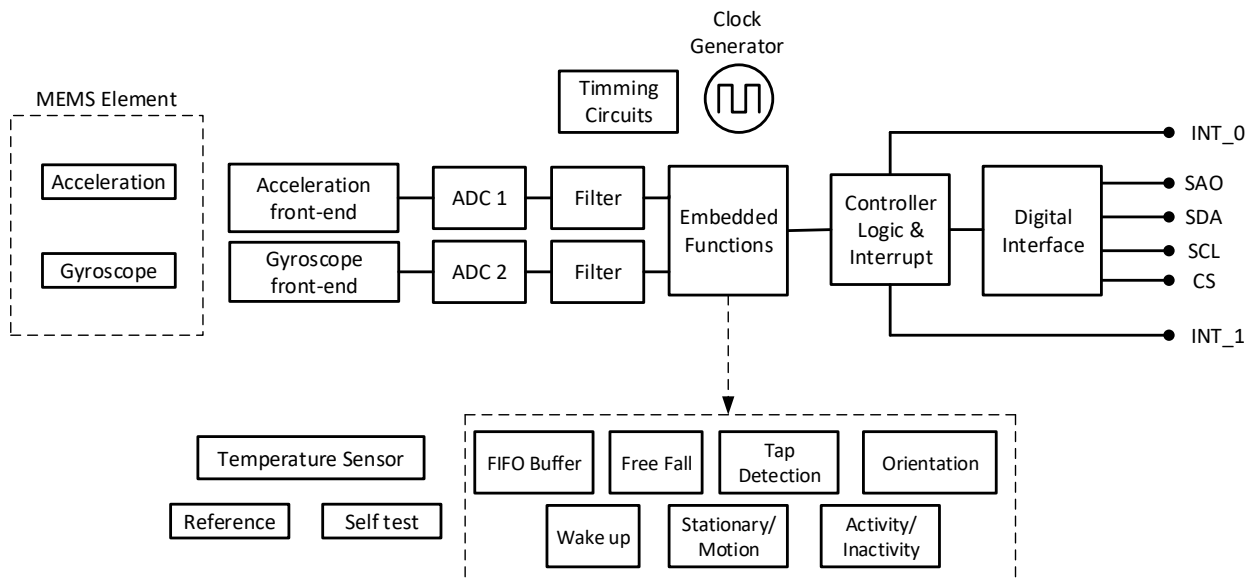 Clock
Generator
Timming
Circuits
MEMS Element
Acceleration
Gyroscope
Acceleration
front-end
ADC 1
Filter
Gyroscope
front-end
ADC 2
Filter
Embedded
Functions
Controller
Logic &
Interrupt
Digital
Interface
INT_0
SAO
SDA
SCL
CS
INT_1
Temperature Sensor
Reference
Self test
FIFO Buffer
Free Fall
Tap
Detection
Orientation
Wake up
Stationary/
Motion
Activity/
Inactivity